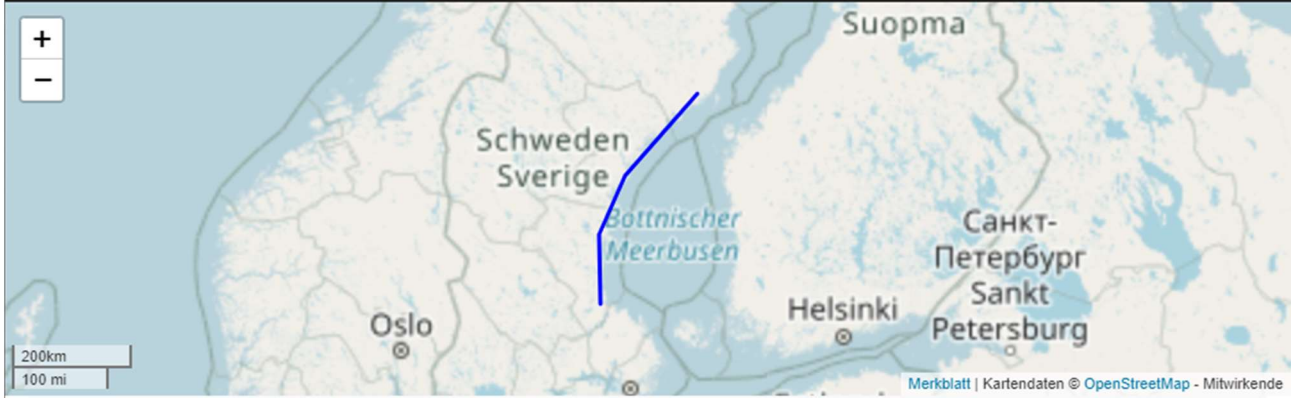 +
−
Suopma
Schweden
Sverige
Bottnischer
Meerbusen
Санкт-
Петербург
Sankt
Petersburg
Helsinki
Oslo
200km
100 mi
Merkblatt | Kartendaten © OpenStreetMap - Mitwirkende